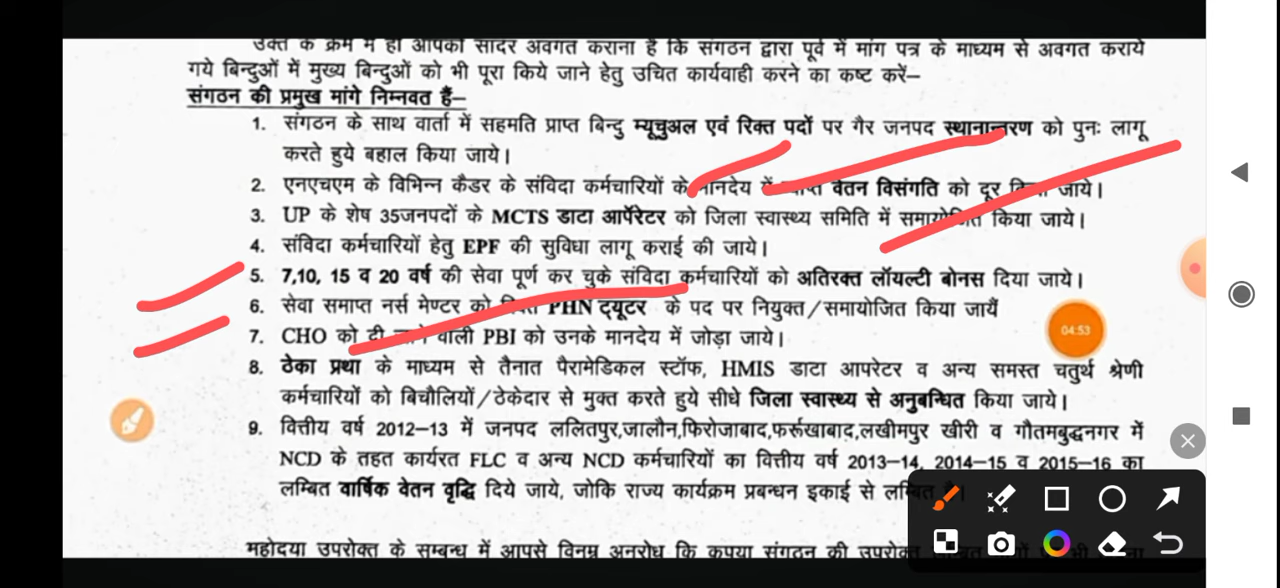 उक्त के क्रम में ही आपको सादर अवगत कराना है कि संगठन द्वारा पूर्व में मांग पत्र के माध्यम से अवगत कराये
गये बिन्दुओं में मुख्य बिन्दुओं को भी पूरा किये जाने हेतु उचित कार्यवाही करने का कष्ट करें–
संगठन की प्रमुख मांगे निम्नवत हैं–
1. संगठन के साथ वार्ता में सहमति प्राप्त बिन्दु म्यूचुअल एवं रिक्त पदों पर गैर जनपद स्थानान्तरण को पुनः लागू
करते हुये बहाल किया जाये।
2. एनएचएम के विभिन्न कैडर के संविदा कर्मचारियों के मानदेय में वेतन विसंगति को दूर किया जाये।
3. UP के शेष 35जनपदों के MCTS डाटा आर्परेटर को जिला स्वास्थ्य समिति में समायोजित किया जाये।
4. संविदा कर्मचारियों हेतु EPF की सुविधा लागू कराई की जाये।
5. 7,10, 15 व 20 वर्ष की सेवा पूर्ण कर चुके संविदा कर्मचारियों को अतिरक्त लॉयल्टी बोनस दिया जाये।
6. सेवा समाप्त नर्स मेण्टर को रिक्त PHN ट्यूटर के पद पर नियुक्त/समायोजित किया जायें
7. CHO को दी जाने वाली PBI को उनके मानदेय में जोड़ा जाये।
04:53
8. ठेका प्रथा के माध्यम से तैनात पैरामेडिकल स्टॉफ, HMIS डाटा आपरेटर व अन्य समस्त चतुर्थ श्रेणी
कर्मचारियों को बिचौलियों/ठेकेदार से मुक्त करते हुये सीधे जिला स्वास्थ्य से अनुबन्धित किया जाये।
9. वित्तीय वर्ष 2012–13 में जनपद ललितपुर,जालौन,फिरोजाबाद,फर्रुखाबाद,लखीमपुर खीरी व गौतमबुद्धनगर में
NCD के तहत कार्यरत FLC व अन्य NCD कर्मचारियों का वित्तीय वर्ष 2013–14, 2014–15 व 2015–16 का
लम्बित वार्षिक वेतन वृद्धि दिये जाये, जोकि राज्य कार्यक्रम प्रबन्धन इकाई से लम्बित है।
महोदया उपरोक्त के सम्बन्ध में आपसे विनम्र अनुरोध कि कृपया संगठन की उपरोक्त